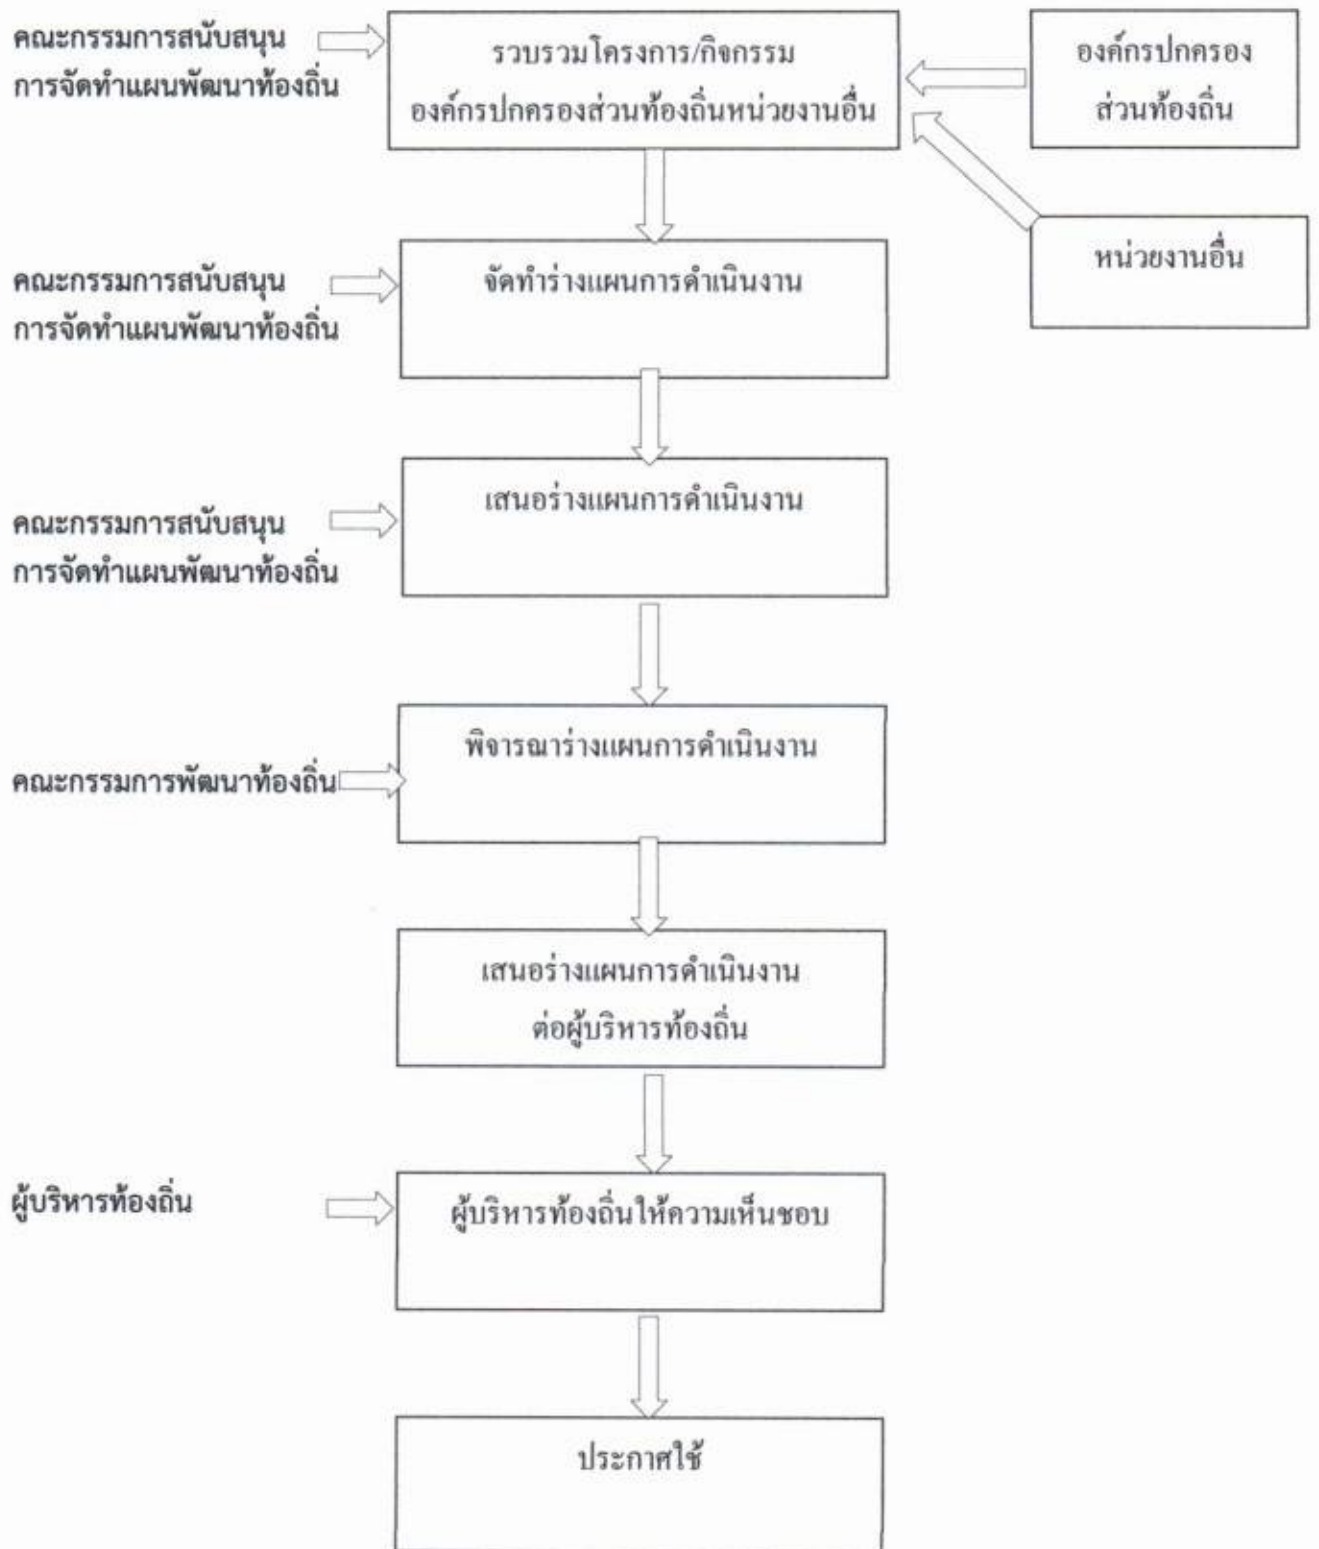 คณะกรรมการสนับสนุน
การจัดทำแผนพัฒนาท้องถิ่น
รวบรวมโครงการ/กิจกรรม
องค์กรปกครองส่วนท้องถิ่นหน่วยงานอื่น
องค์กรปกครอง
ส่วนท้องถิ่น
หน่วยงานอื่น
คณะกรรมการสนับสนุน
การจัดทำแผนพัฒนาท้องถิ่น
จัดทำร่างแผนการดำเนินงาน
คณะกรรมการสนับสนุน
การจัดทำแผนพัฒนาท้องถิ่น
เสนอร่างแผนการดำเนินงาน
คณะกรรมการพัฒนาท้องถิ่น
พิจารณาร่างแผนการดำเนินงาน
เสนอร่างแผนการดำเนินงาน
ต่อผู้บริหารท้องถิ่น
ผู้บริหารท้องถิ่น
ผู้บริหารท้องถิ่นให้ความเห็นชอบ
ประกาศใช้